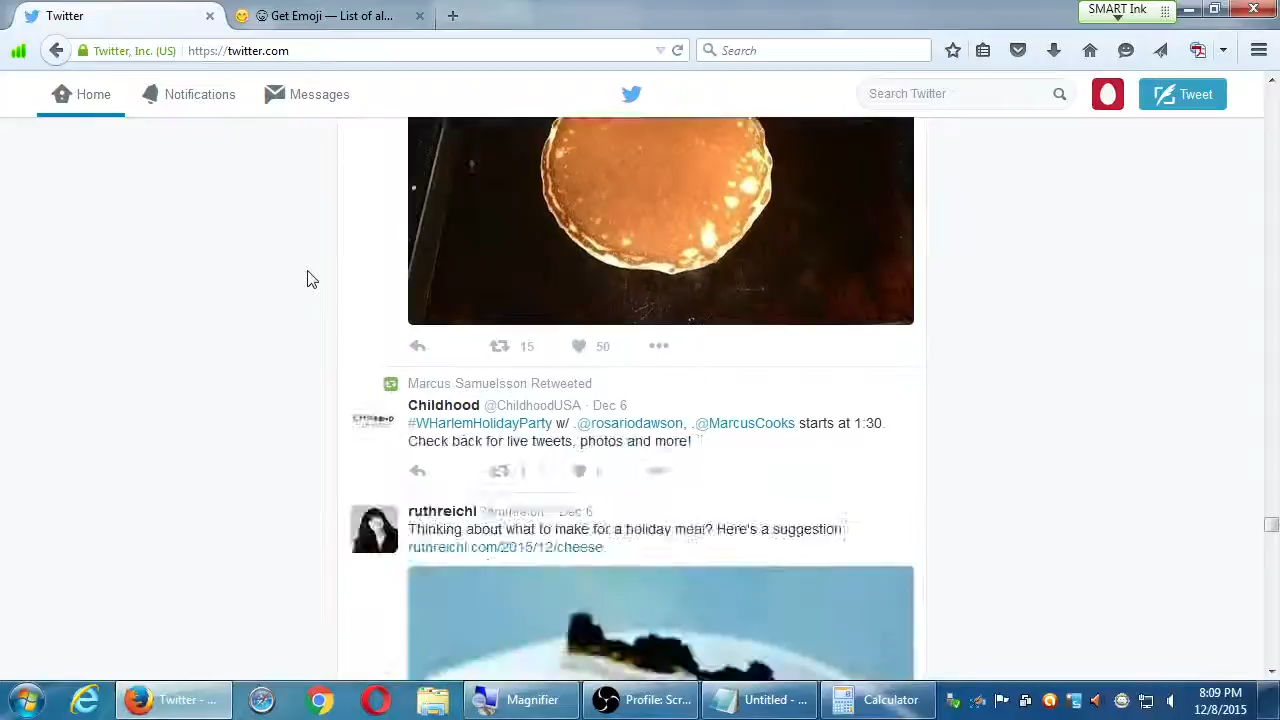 Twitter
Get Emoji — List of al...
SMART Ink
Twitter, Inc. (US)
https://twitter.com
Search
Home
Notifications
Messages
Search Twitter
Tweet
15
50
Marcus Samuelsson Retweeted
Childhood @ChildhoodUSA · Dec 6
#WHarlemHolidayParty w/ .@rosariodawson, .@MarcusCooks starts at 1:30.
Check back for live tweets, photos and more!
ruthreichl Dec 6
Thinking about what to make for a holiday meat? Here's a suggestion
ruthreichl.com/2015/12/cheese
Twitter - ...
Magnifier
Profile: Scr...
Untitled - ...
Calculator
8:09 PM
12/8/2015